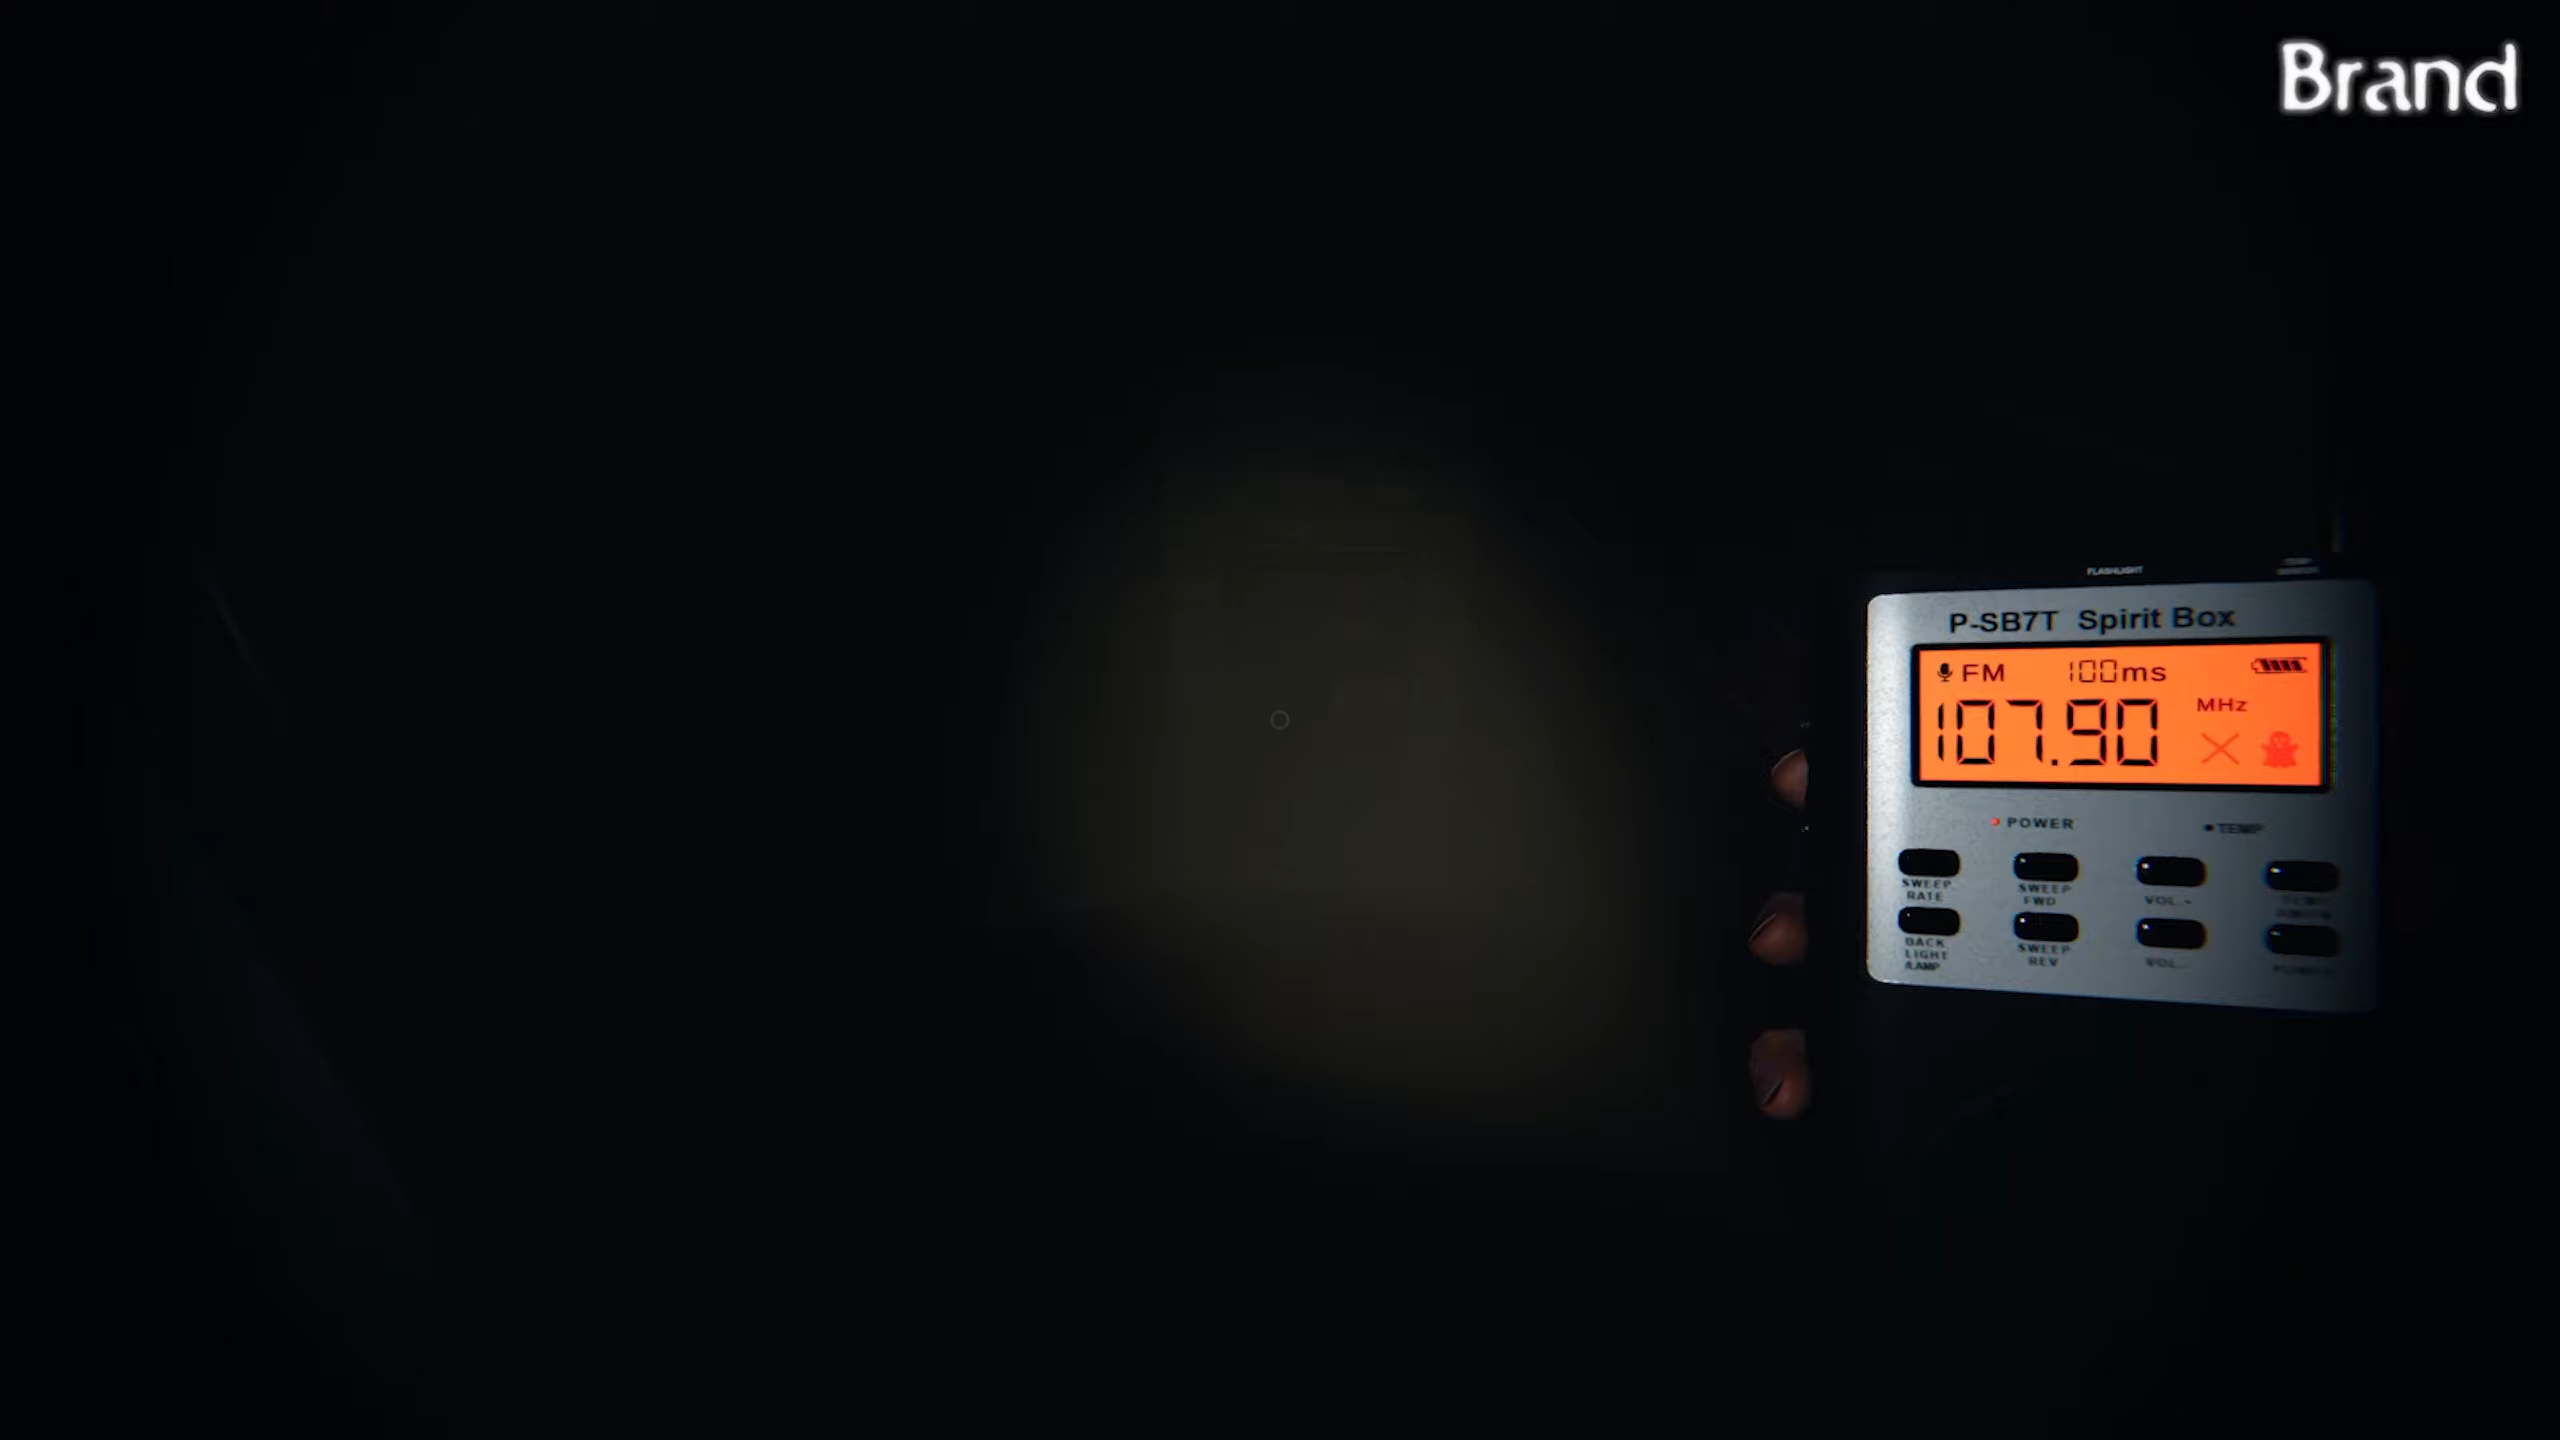 Brand
FLASHLIGHT
P-SB7T Spirit Box
FM 100ms
107.90 MHz
POWER
TEMP
SWEEP RATE
SWEEP FWD
VOL.+
BACK LIGHT /LAMP
SWEEP REV
VOL.-